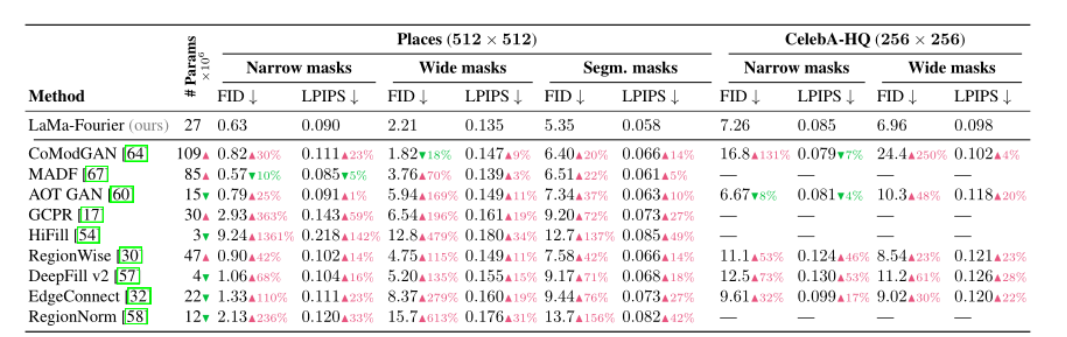 # Params ×10⁶ Places (512 × 512) CelebA-HQ (256 × 256)
Narrow masks Wide masks Segm. masks Narrow masks Wide masks
Method FID ↓ LPIPS ↓ FID ↓ LPIPS ↓ FID ↓ LPIPS ↓ FID ↓ LPIPS ↓ FID ↓ LPIPS ↓
LaMa-Fourier (ours) 27 0.63 0.090 2.21 0.135 5.35 0.058 7.26 0.085 6.96 0.098
CoModGAN [64] 109▲ 0.82▲30% 0.111▲23% 1.82▼18% 0.147▲9% 6.40▲20% 0.066▲14% 16.8▲131% 0.079▼7% 24.4▲250% 0.102▲4%
MADF [67] 85▲ 0.57▼10% 0.085▼5% 3.76▲70% 0.139▲3% 6.51▲22% 0.061▲5% — — — —
AOT GAN [60] 15▼ 0.79▲25% 0.091▲1% 5.94▲169% 0.149▲11% 7.34▲37% 0.063▲10% 6.67▼8% 0.081▼4% 10.3▲48% 0.118▲20%
GCPR [17] 30▲ 2.93▲363% 0.143▲59% 6.54▲196% 0.161▲19% 9.20▲72% 0.073▲27% — — — —
HiFill [54] 3▼ 9.24▲1361% 0.218▲142% 12.8▲479% 0.180▲34% 12.7▲137% 0.085▲49% — — — —
RegionWise [30] 47▲ 0.90▲42% 0.102▲14% 4.75▲115% 0.149▲11% 7.58▲42% 0.066▲14% 11.1▲53% 0.124▲46% 8.54▲23% 0.121▲23%
DeepFill v2 [57] 4▼ 1.06▲68% 0.104▲16% 5.20▲135% 0.155▲15% 9.17▲71% 0.068▲18% 12.5▲73% 0.130▲53% 11.2▲61% 0.126▲28%
EdgeConnect [32] 22▼ 1.33▲110% 0.111▲23% 8.37▲279% 0.160▲19% 9.44▲76% 0.073▲27% 9.61▲32% 0.099▲17% 9.02▲30% 0.120▲22%
RegionNorm [58] 12▼ 2.13▲236% 0.120▲33% 15.7▲613% 0.176▲31% 13.7▲156% 0.082▲42% — — — —